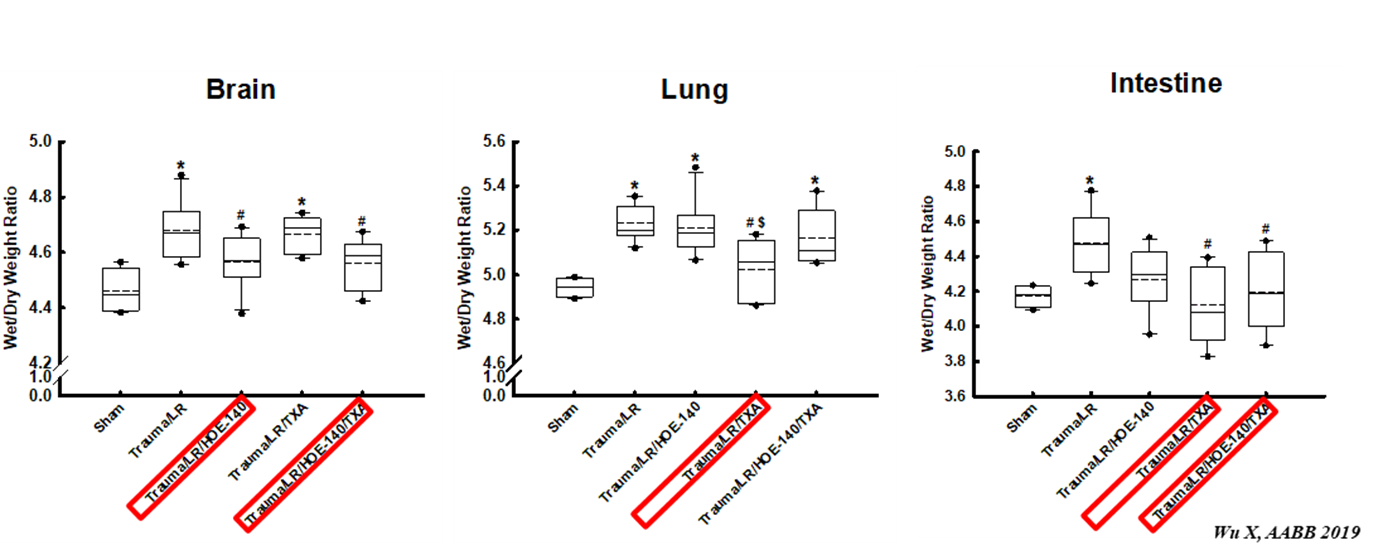 Brain
Wet/Dry Weight Ratio
5.0
4.8
4.6
4.4
4.2
1.0
0.0
*
#
*
#
Sham
Trauma/LR
Trauma/LR/HOE-140
Trauma/LR/TXA
Trauma/LR/HOE-140/TXA
Lung
Wet/Dry Weight Ratio
5.6
5.4
5.2
5.0
4.8
4.6
1.0
0.0
*
*
# $
*
Sham
Trauma/LR
Trauma/LR/HOE-140
Trauma/LR/TXA
Trauma/LR/HOE-140/TXA
Intestine
Wet/Dry Weight Ratio
5.0
4.8
4.6
4.4
4.2
4.0
3.8
3.6
*
#
#
Sham
Trauma/LR
Trauma/LR/HOE-140
Trauma/LR/TXA
Trauma/LR/HOE-140/TXA
Wu X, AABB 2019